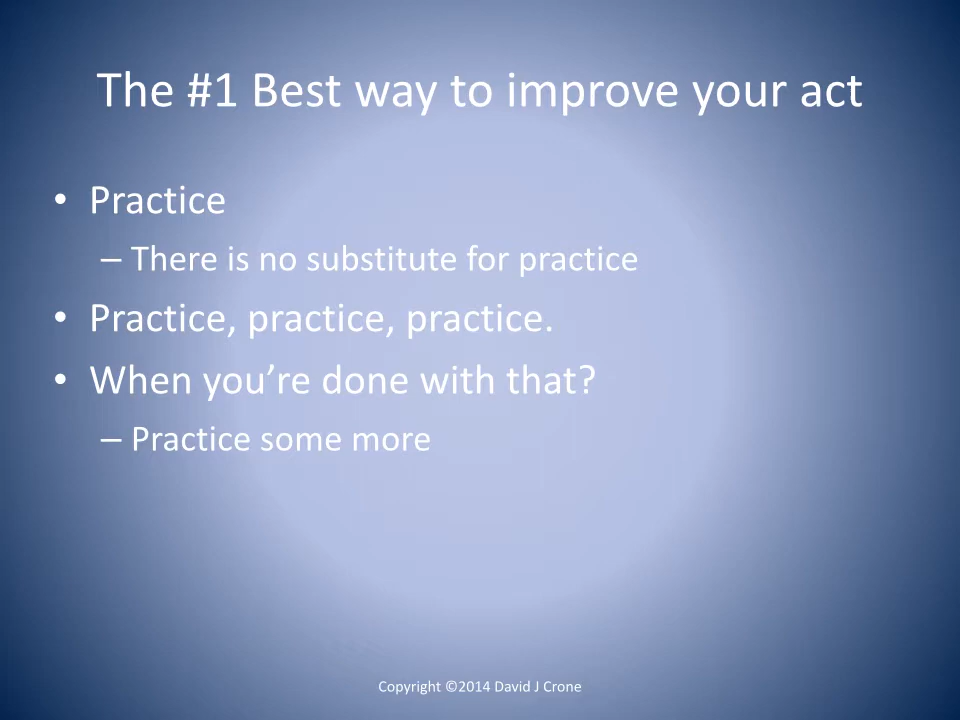 The #1 Best way to improve your act
• Practice
– There is no substitute for practice
• Practice, practice, practice.
• When you’re done with that?
– Practice some more
Copyright ©2014 David J Crone